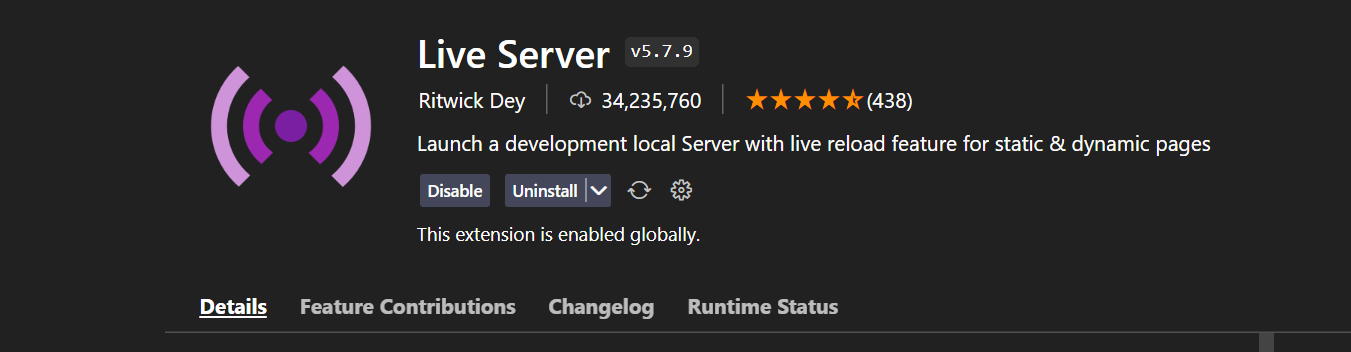 Live Server v5.7.9
Ritwick Dey 34,235,760 (438)
Launch a development local Server with live reload feature for static & dynamic pages
Disable Uninstall
This extension is enabled globally.
Details Feature Contributions Changelog Runtime Status